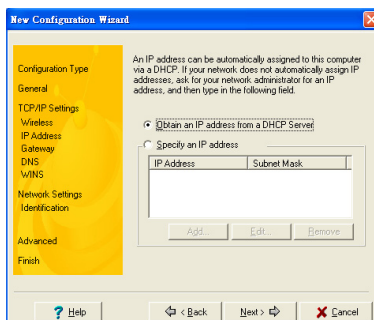 New Configuration Wizard
Configuration Type
General
TCP/IP Settings
Wireless
IP Address
Gateway
DNS
WINS
Network Settings
Identification
Advanced
Finish
An IP address can be automatically assigned to this computer
via a DHCP. If your network does not automatically assign IP
addresses, ask for your network administrator for an IP
address, and then type in the following field.
Obtain an IP address from a DHCP Server
Specify an IP address
IP Address Subnet Mask
Add... Edit... Remove
Help < Back Next > Cancel